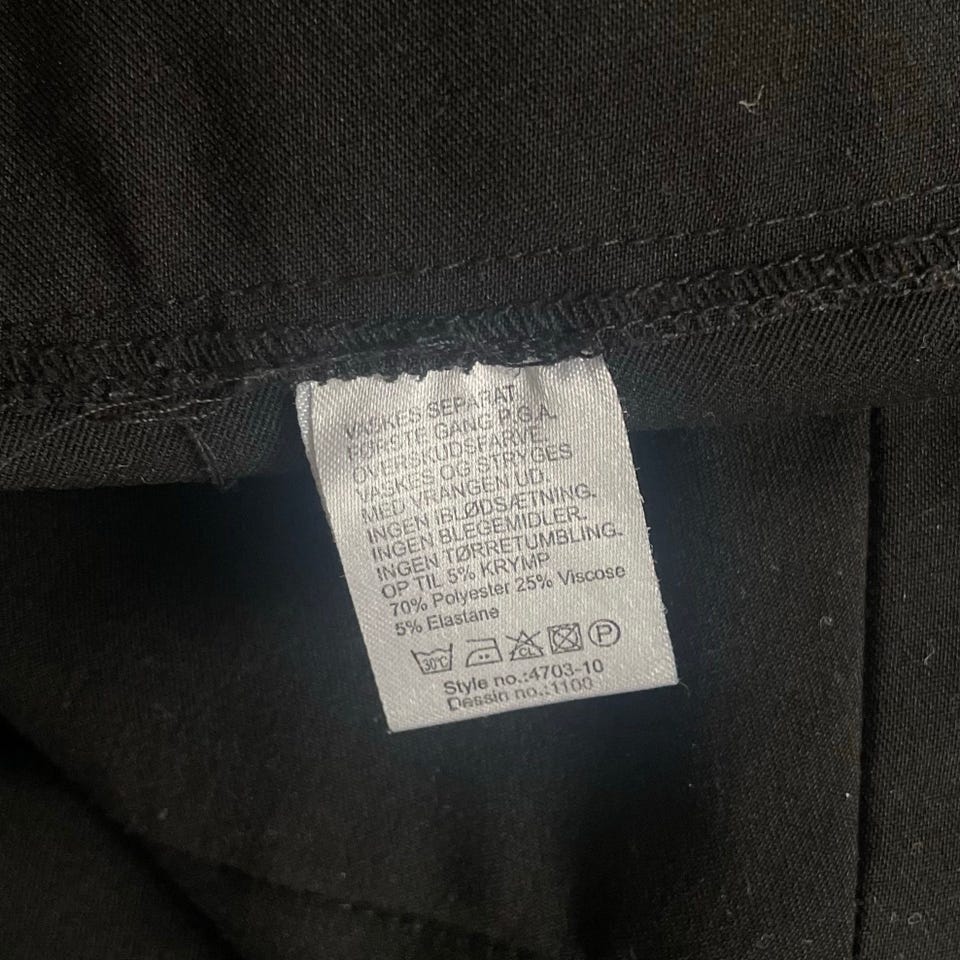 VASKES SEPARAT
FØRSTE GANG P.G.A.
OVERSKUDSFARVE.
VASKES OG STRYGES
MED VRANGEN UD.
INGEN IBLØDSÆTNING.
INGEN BLEGEMIDLER.
INGEN TØRRETUMBLING.
OP TIL 5% KRYMP
70% Polyester 25% Viscose
5% Elastane
30°C CL P
Style no.:4703-10
Dessin no.:1100